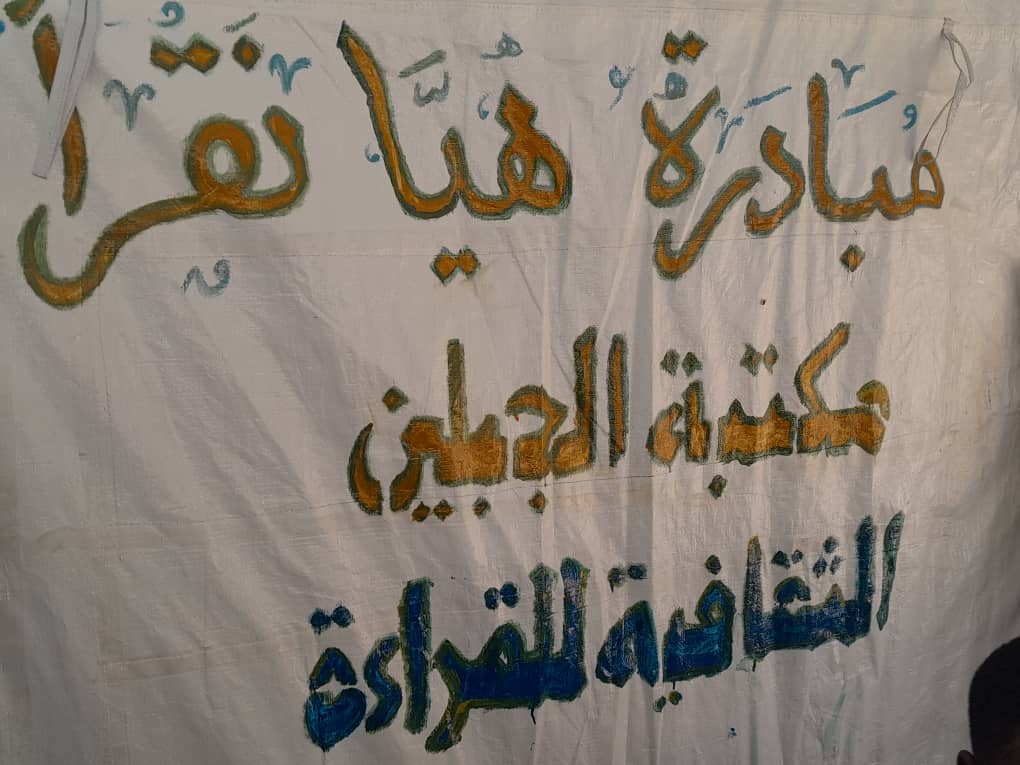 مبادرة هيا نقرأ
مكتبة الجبلين
الثقافية للقراءة